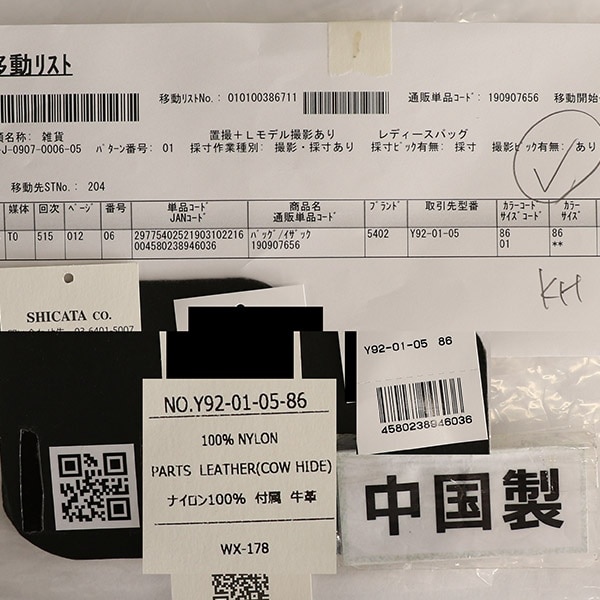 移動リスト
移動リストNo.: 010100386711 通販単品コード: 190907656 移動開始
類名称: 雑貨 置撮+Lモデル撮影あり レディースバッグ
-J-0907-0006-05 パターン番号: 01 採寸作業種別: 撮影・採寸あり 採寸ピック有無: 採寸 撮影ピック有無: あり
移動先STNo.: 204
媒体 回次 ページ 番号 単品コード JANコード 商品名 通販単品コード ブランド 取引先型番 カラーコード サイズコード カラー サイズ
T0 515 012 06 29775402521903102216 バッグ/イザック 5402 Y92-01-05 86 86
004580238946036 190907656 01 **
KH
SHICATA CO.
03-6401-5007
Y92-01-05 86
4580238946036
NO.Y92-01-05-86
100% NYLON
PARTS LEATHER(COW HIDE)
ナイロン100% 付属 牛革
WX-178
中国製